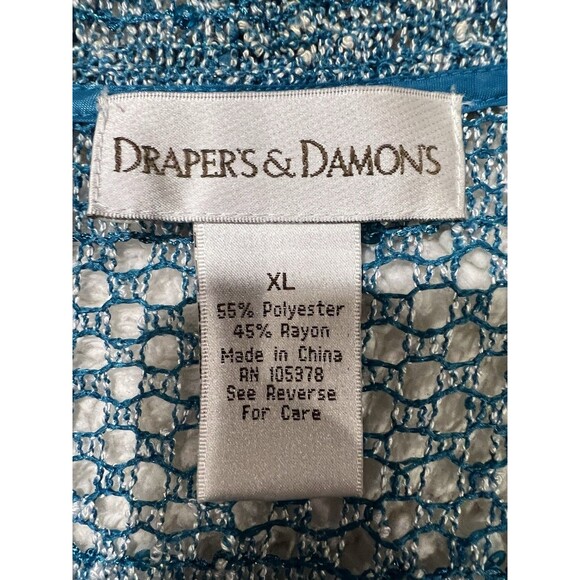 DRAPER'S & DAMON'S
XL
55% Polyester
45% Rayon
Made in China
RN 105378
See Reverse
For Care